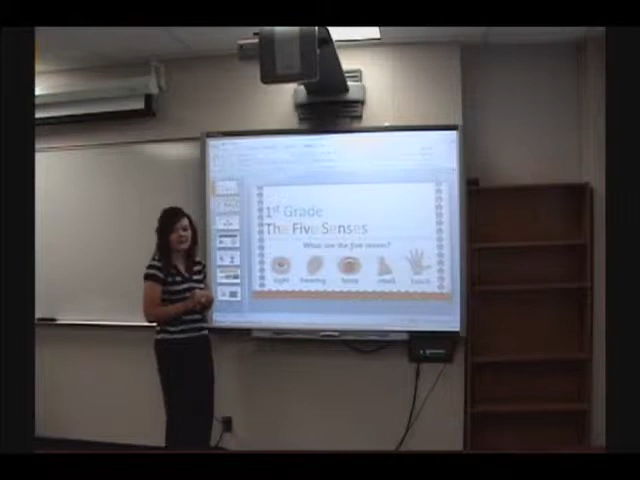 1st Grade
The Five Senses
What are the five senses?
sight hearing taste smell touch